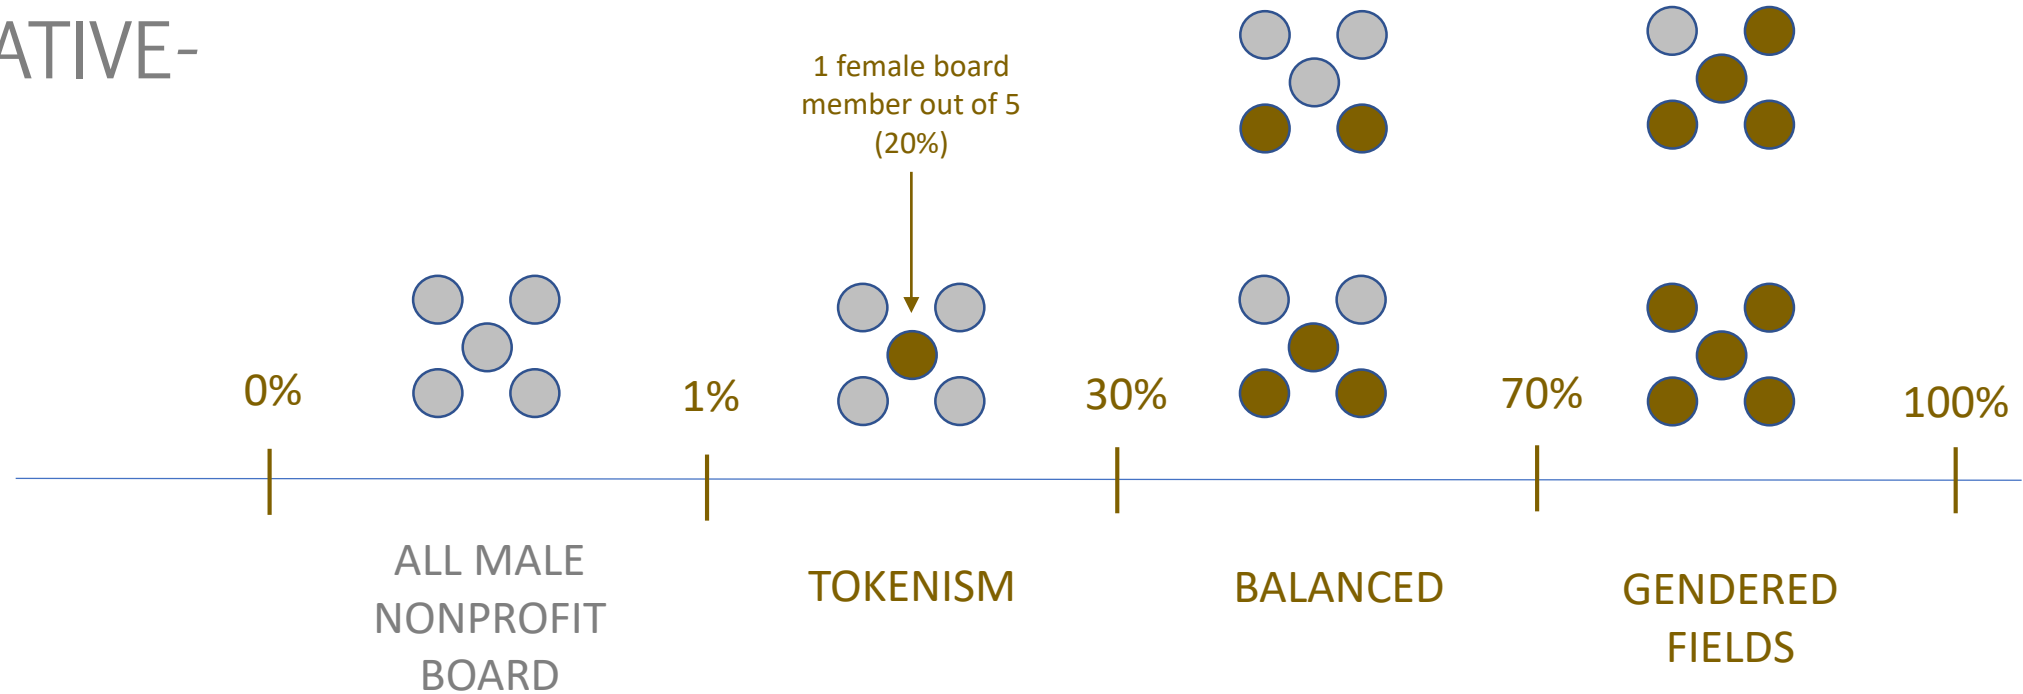 ATIVE-
1 female board
member out of 5
(20%)
0%
1%
30%
70%
100%
ALL MALE
NONPROFIT
BOARD
TOKENISM
BALANCED
GENDERED
FIELDS